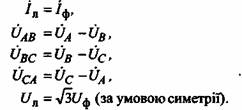 İл = İф,
U̇AB = U̇A − U̇B,
U̇BC = U̇B − U̇C,
U̇CA = U̇C − U̇A,
Uл = √3Uф (за умовою симетрії).